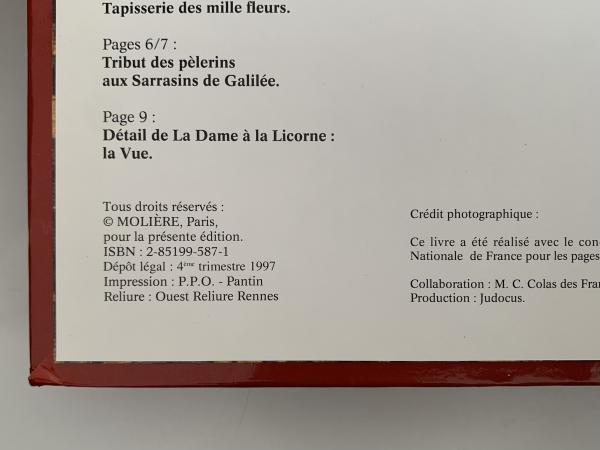 Tapisserie des mille fleurs.
Pages 6/7 :
Tribut des pèlerins
aux Sarrasins de Galilée.
Page 9 :
Détail de La Dame à la Licorne :
la Vue.
Tous droits réservés :
© MOLIÈRE, Paris,
pour la présente édition.
ISBN : 2-85199-587-1
Dépôt légal : 4ème trimestre 1997
Impression : P.P.O. - Pantin
Reliure : Ouest Reliure Rennes
Crédit photographique :
Ce livre a été réalisé avec le con
Nationale de France pour les pages
Collaboration : M. C. Colas des Fra
Production : Judocus.